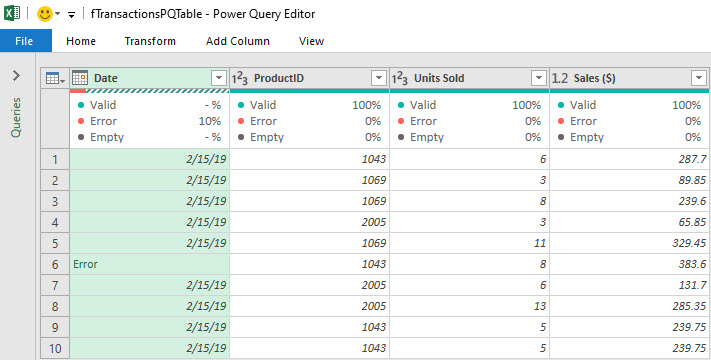 fTransactionsPQTable - Power Query Editor
File Home Transform Add Column View
Queries
Date 1²3 ProductID 1²3 Units Sold 1.2 Sales ($)
Valid - % Valid 100% Valid 100% Valid 100%
Error 10% Error 0% Error 0% Error 0%
Empty - % Empty 0% Empty 0% Empty 0%
1 2/15/19 1043 6 287.7
2 2/15/19 1069 3 89.85
3 2/15/19 1069 8 239.6
4 2/15/19 2005 3 65.85
5 2/15/19 1069 11 329.45
6 Error 1043 8 383.6
7 2/15/19 2005 6 131.7
8 2/15/19 2005 13 285.35
9 2/15/19 1043 5 239.75
10 2/15/19 1043 5 239.75